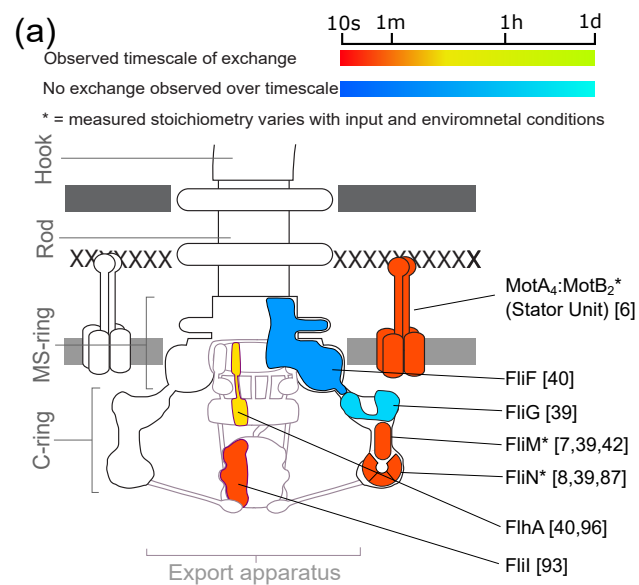 (a)
10s 1m 1h 1d
Observed timescale of exchange
No exchange observed over timescale
* = measured stoichiometry varies with input and enviromnetal conditions
Hook
Rod
XXXXXXX XXXXXXXXXX
MS-ring
C-ring
MotA₄:MotB₂*
(Stator Unit) [6]
FliF [40]
FliG [39]
FliM* [7,39,42]
FliN* [8,39,87]
FlhA [40,96]
FliI [93]
Export apparatus